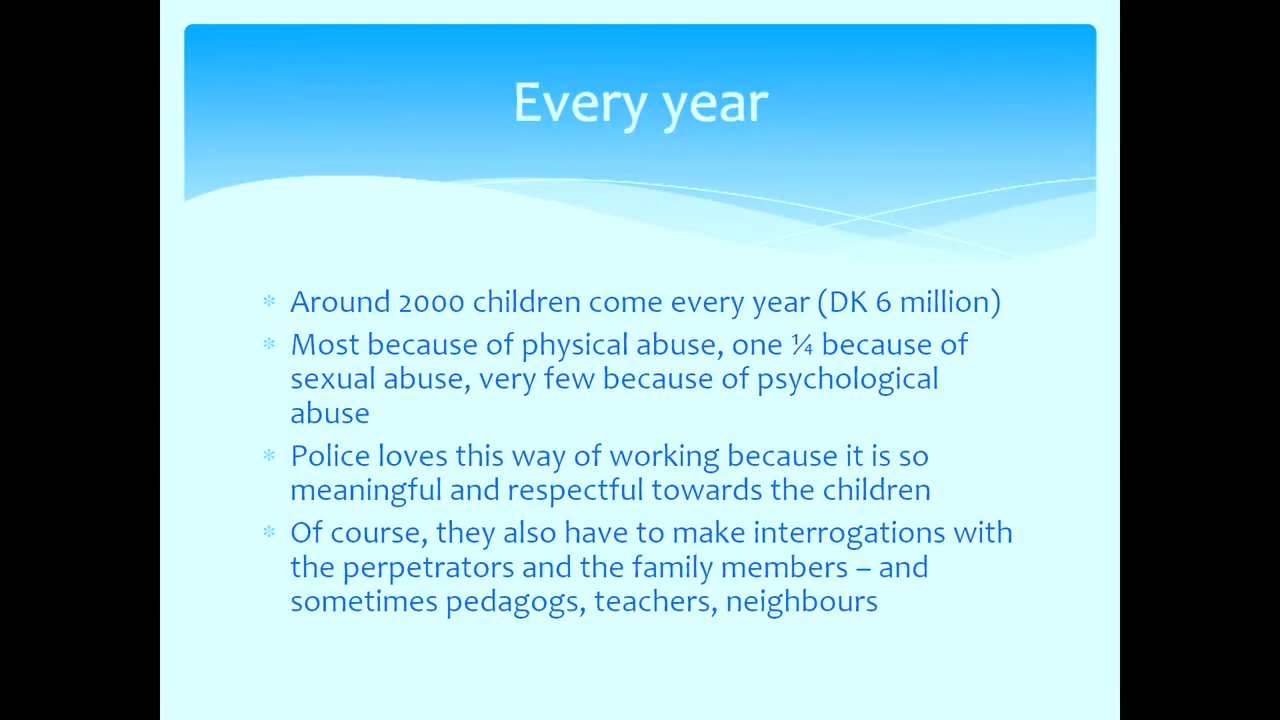 Every year
* Around 2000 children come every year (DK 6 million)
* Most because of physical abuse, one ¼ because of
sexual abuse, very few because of psychological
abuse
* Police loves this way of working because it is so
meaningful and respectful towards the children
* Of course, they also have to make interrogations with
the perpetrators and the family members – and
sometimes pedagogs, teachers, neighbours